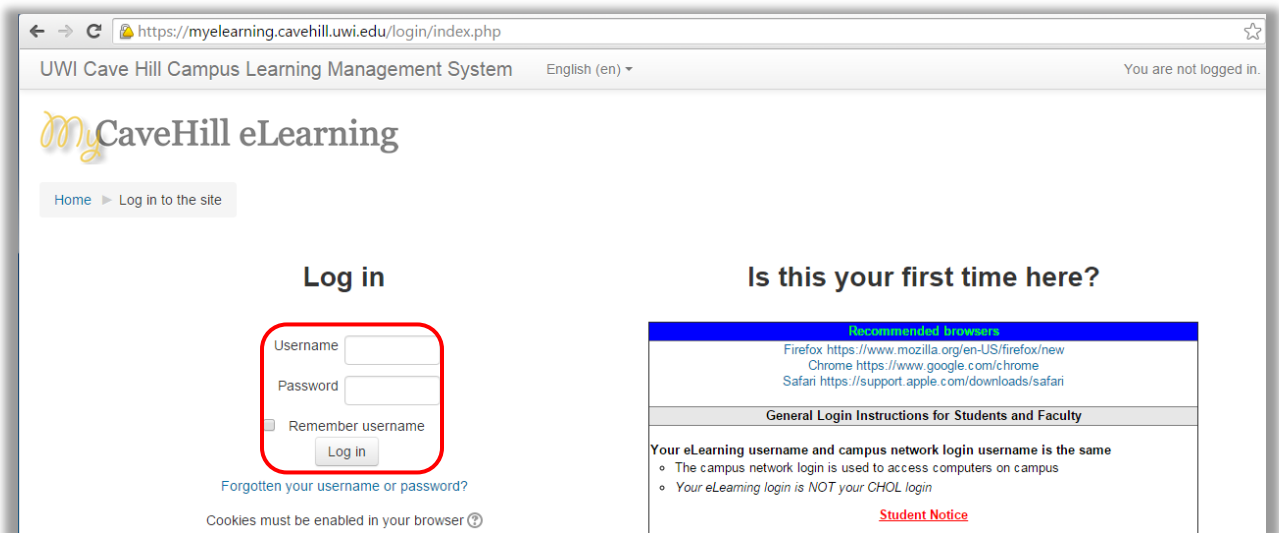 https://myelearning.cavehill.uwi.edu/login/index.php
UWI Cave Hill Campus Learning Management System English (en) You are not logged in.
MyCaveHill eLearning
Home Log in to the site
Log in
Username
Password
Remember username
Log in
Forgotten your username or password?
Cookies must be enabled in your browser
Is this your first time here?
Recommended browsers
Firefox https://www.mozilla.org/en-US/firefox/new
Chrome https://www.google.com/chrome
Safari https://support.apple.com/downloads/safari
General Login Instructions for Students and Faculty
Your eLearning username and campus network login username is the same
The campus network login is used to access computers on campus
Your eLearning login is NOT your CHOL login
Student Notice